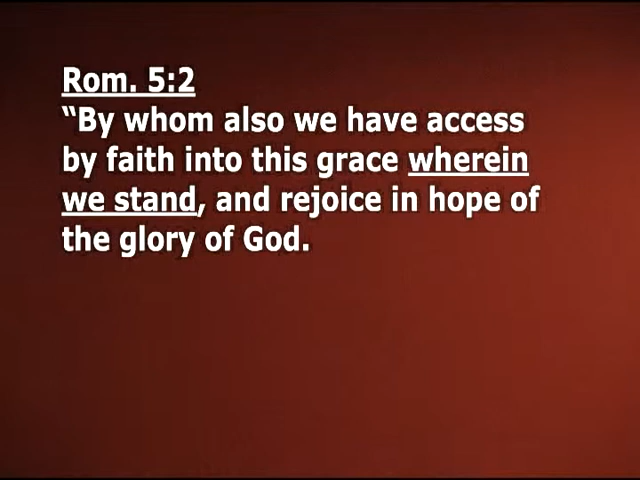 Rom. 5:2
“By whom also we have access
by faith into this grace wherein
we stand, and rejoice in hope of
the glory of God.